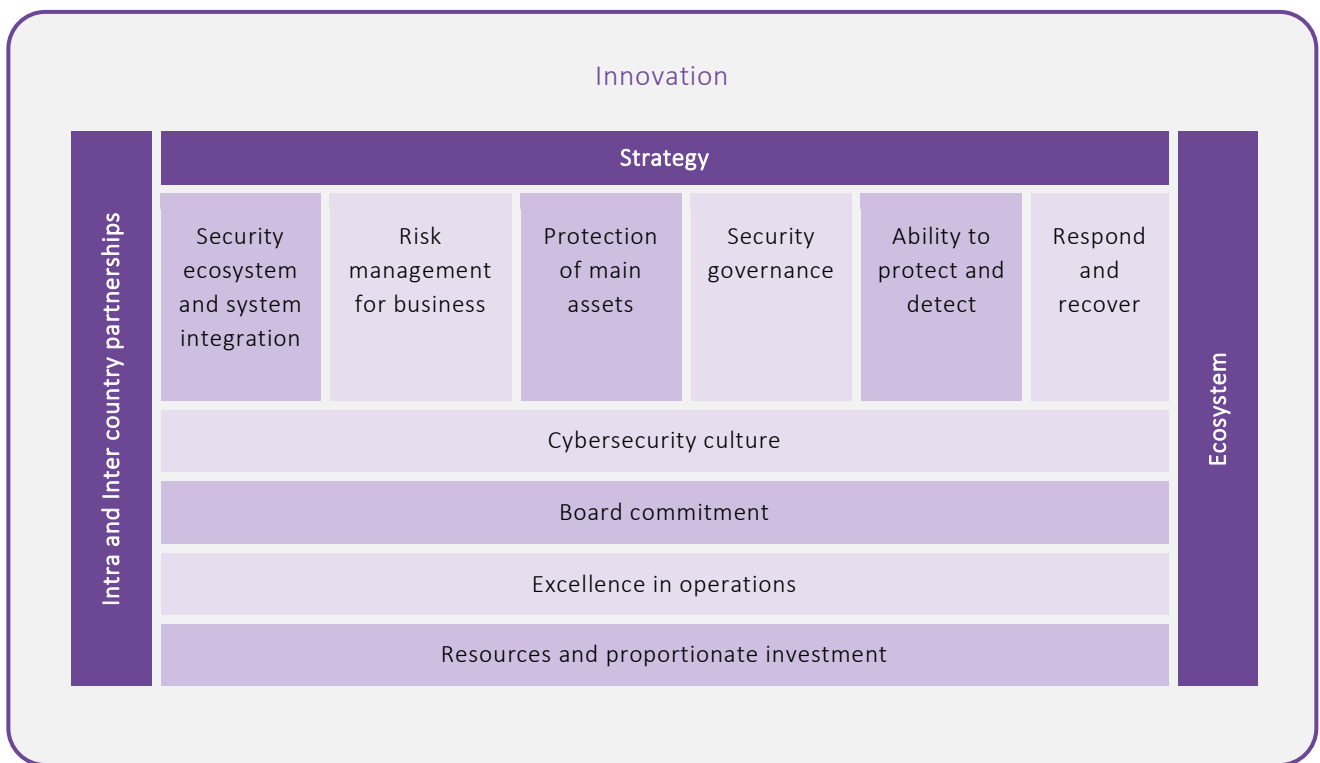 Innovation
Intra and Inter country partnerships
Strategy
Security
ecosystem
and system
integration
Risk
management
for business
Protection
of main
assets
Security
governance
Ability to
protect and
detect
Respond
and
recover
Cybersecurity culture
Board commitment
Excellence in operations
Resources and proportionate investment
Ecosystem